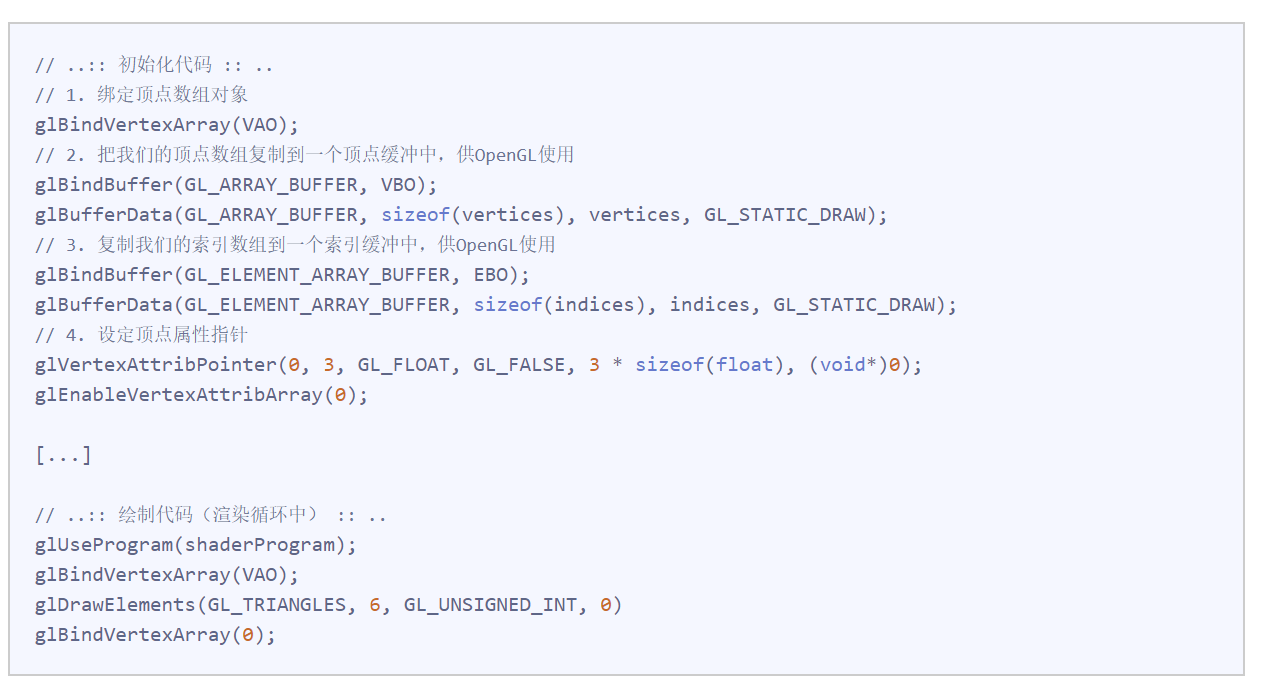 // ..:: 初始化代码 :: ..
// 1. 绑定顶点数组对象
glBindVertexArray(VAO);
// 2. 把我们的顶点数组复制到一个顶点缓冲中，供OpenGL使用
glBindBuffer(GL_ARRAY_BUFFER, VBO);
glBufferData(GL_ARRAY_BUFFER, sizeof(vertices), vertices, GL_STATIC_DRAW);
// 3. 复制我们的索引数组到一个索引缓冲中，供OpenGL使用
glBindBuffer(GL_ELEMENT_ARRAY_BUFFER, EBO);
glBufferData(GL_ELEMENT_ARRAY_BUFFER, sizeof(indices), indices, GL_STATIC_DRAW);
// 4. 设定顶点属性指针
glVertexAttribPointer(0, 3, GL_FLOAT, GL_FALSE, 3 * sizeof(float), (void*)0);
glEnableVertexAttribArray(0);
[...]
// ..:: 绘制代码（渲染循环中） :: ..
glUseProgram(shaderProgram);
glBindVertexArray(VAO);
glDrawElements(GL_TRIANGLES, 6, GL_UNSIGNED_INT, 0)
glBindVertexArray(0);